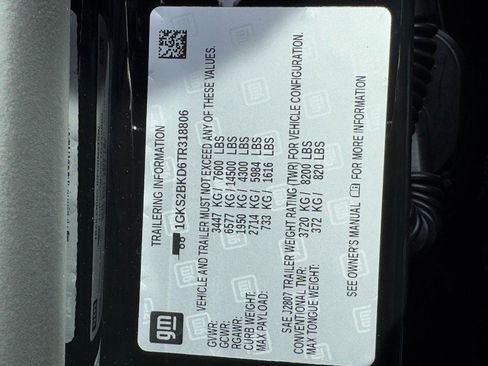 gm
TRAILERING INFORMATION
1GKS2BKD6TR318806
VEHICLE AND TRAILER MUST NOT EXCEED ANY OF THESE VALUES.
GVWR: 3447 KG / 7600 LBS
GCWR: 6577 KG / 14500 LBS
RGAWR: 1950 KG / 4300 LBS
CURB WEIGHT: 2714 KG / 5984 LBS
MAX PAYLOAD: 733 KG / 1616 LBS
SAE J2807 TRAILER WEIGHT RATING (TWR) FOR VEHICLE CONFIGURATION.
CONVENTIONAL TWR: 3720 KG / 8200 LBS
MAX TONGUE WEIGHT: 372 KG / 820 LBS
SEE OWNER'S MANUAL FOR MORE INFORMATION